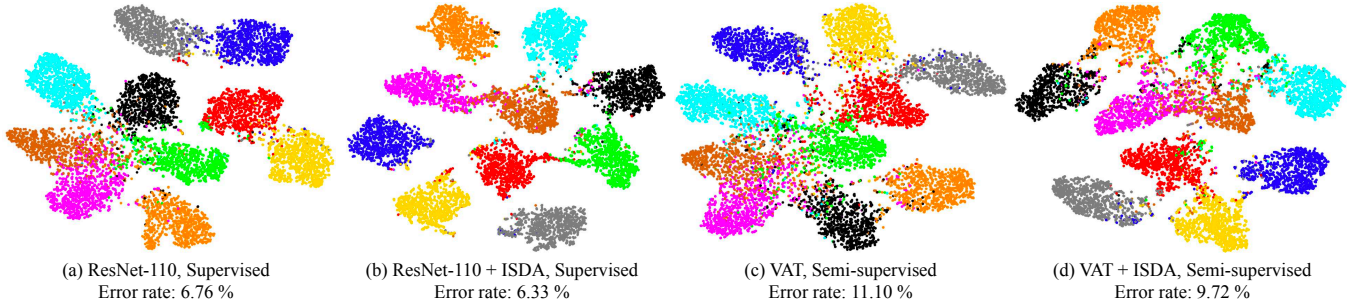 (a) ResNet-110, Supervised
Error rate: 6.76 %
(b) ResNet-110 + ISDA, Supervised
Error rate: 6.33 %
(c) VAT, Semi-supervised
Error rate: 11.10 %
(d) VAT + ISDA, Semi-supervised
Error rate: 9.72 %